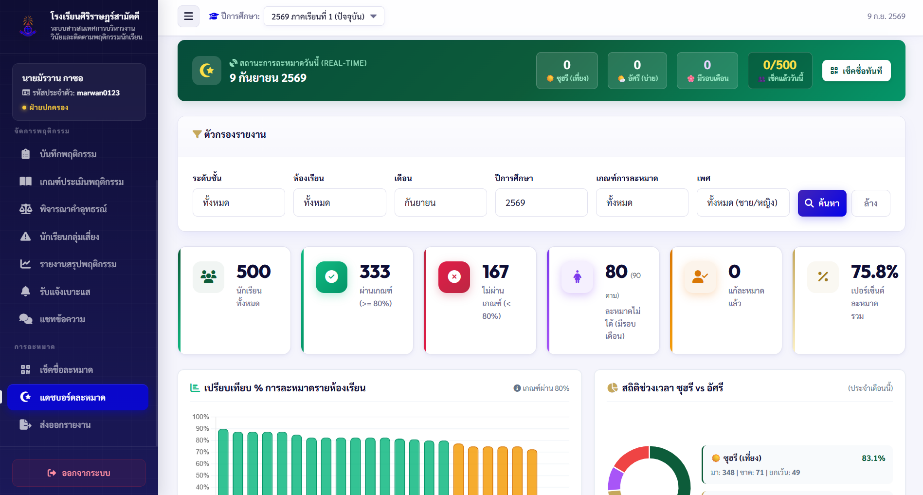 โรงเรียนศิริราษฎร์สามัคคี
ระบบสารสนเทศการบริหารงาน
วินัยและติดตามพฤติกรรมนักเรียน
นายมัรวาน กาซอ
รหัสประจำตัว: marwan0123
ฝ่ายปกครอง
จัดการพฤติกรรม
บันทึกพฤติกรรม
เกณฑ์ประเมินพฤติกรรม
พิจารณาคำอุทธรณ์
นักเรียนกลุ่มเสี่ยง
รายงานสรุปพฤติกรรม
รับแจ้งเบาะแส
แชทข้อความ
การละหมาด
เช็คชื่อละหมาด
แดชบอร์ดละหมาด
ส่งออกรายงาน
ออกจากระบบ
ปีการศึกษา: 2569 ภาคเรียนที่ 1 (ปัจจุบัน)
9 ก.ย. 2569
สถานะการละหมาดวันนี้ (REAL-TIME)
9 กันยายน 2569
0
ซุฮรี (เที่ยง)
0
อัศรี (บ่าย)
0
มีรอบเดือน
0/500
เช็คแล้ววันนี้
เช็คชื่อทันที
ตัวกรองรายงาน
ระดับชั้น ห้องเรียน เดือน ปีการศึกษา เกณฑ์การละหมาด เพศ
ทั้งหมด ทั้งหมด กันยายน 2569 ทั้งหมด ทั้งหมด (ชาย/หญิง) ค้นหา ล้าง
500
นักเรียน
ทั้งหมด
333
ผ่านเกณฑ์
(>= 80%)
167
ไม่ผ่าน
เกณฑ์ (<
80%)
80 (90
คาบ)
ละหมาดไม่
ได้ (มีรอบ
เดือน)
0
แก้ละหมาด
แล้ว
75.8%
เปอร์เซ็นต์
ละหมาด
รวม
เปรียบเทียบ % การละหมาดรายห้องเรียน
เกณฑ์ผ่าน 80%
100%
90%
80%
70%
60%
50%
40%
สถิติช่วงเวลา ซุฮรี vs อัศรี
(ประจำเดือนนี้)
ซุฮรี (เที่ยง) 83.1%
มา: 348 | ขาด: 71 | ยกเว้น: 49